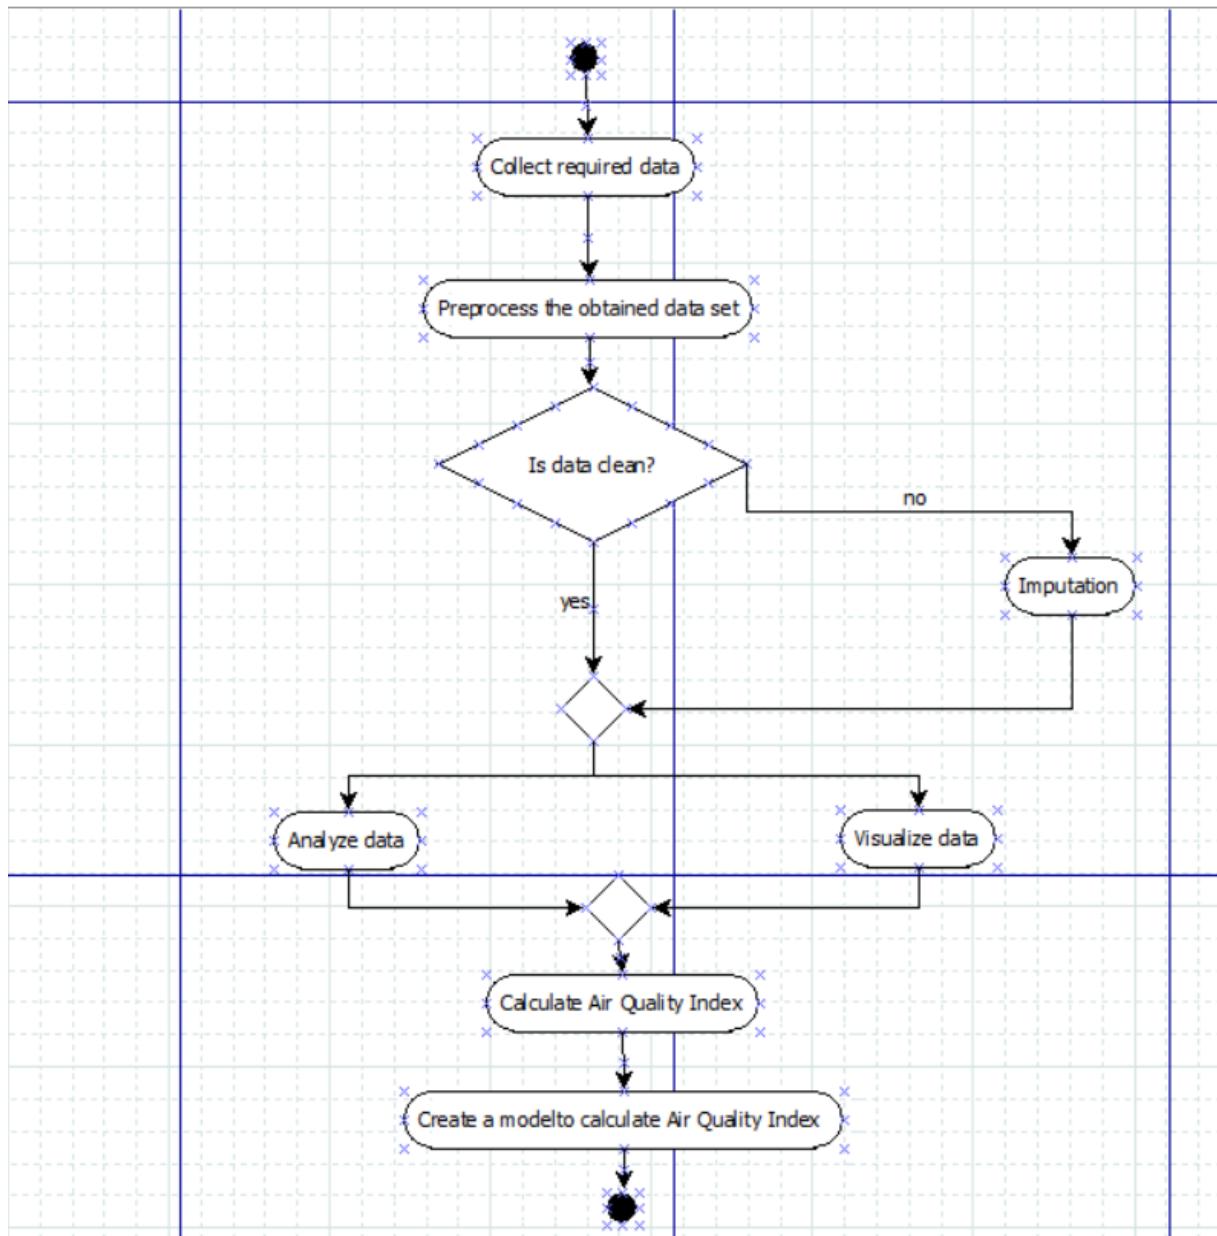 Collect required data
Preprocess the obtained data set
Is data clean?
no
Imputation
yes
Analyze data
Visualize data
Calculate Air Quality Index
Create a modelto calculate Air Quality Index